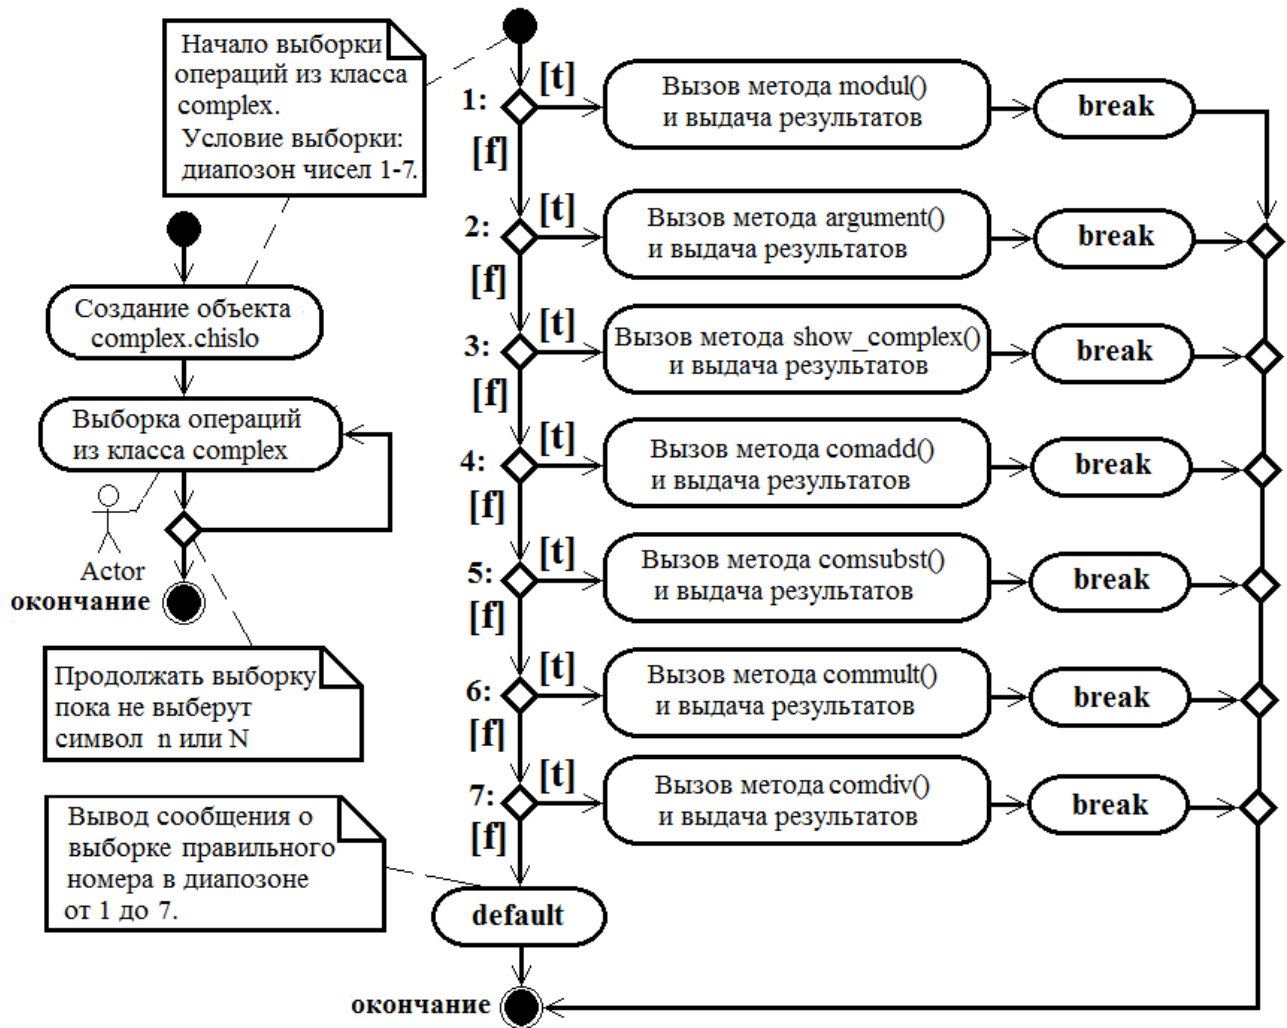 Начало выборки
операций из класса
complex.
Условие выборки:
диапозон чисел 1-7.
Создание объекта
complex.chislo
Выборка операций
из класса complex
Actor
окончание
Продолжать выборку
пока не выберут
символ n или N
Вывод сообщения о
выборке правильного
номера в диапозоне
от 1 до 7.
1:
[t]
Вызов метода modul()
и выдача результатов
break
[f]
2:
[t]
Вызов метода argument()
и выдача результатов
break
[f]
3:
[t]
Вызов метода show_complex()
и выдача результатов
break
[f]
4:
[t]
Вызов метода comadd()
и выдача результатов
break
[f]
5:
[t]
Вызов метода comsubst()
и выдача результатов
break
[f]
6:
[t]
Вызов метода commult()
и выдача результатов
break
[f]
7:
[t]
Вызов метода comdiv()
и выдача результатов
break
[f]
default
окончание